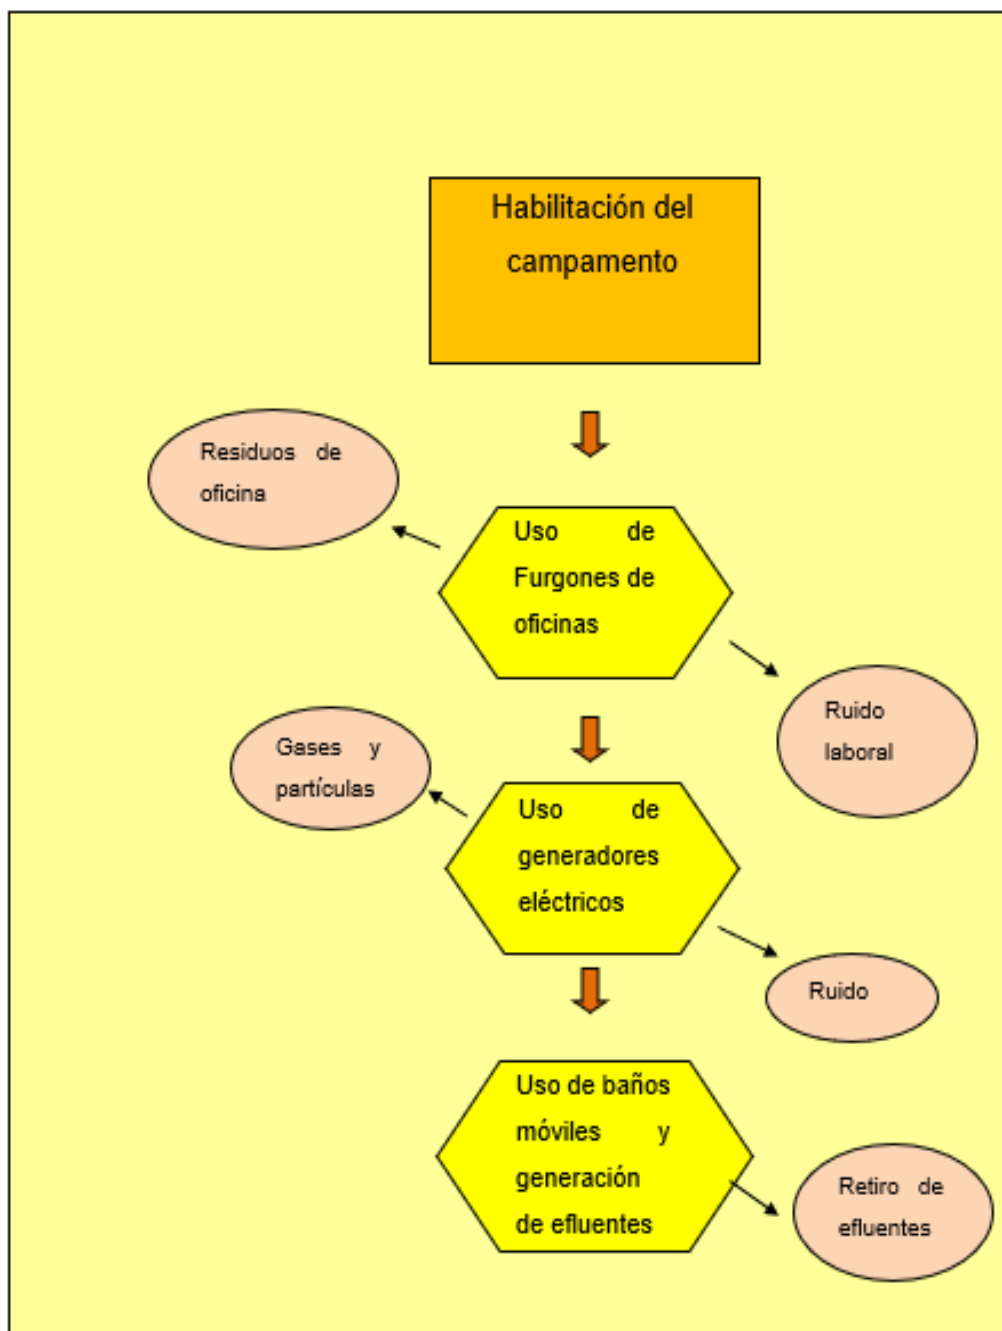 Habilitación del
campamento
Residuos de
oficina
Uso de
Furgones de
oficinas
Ruido
laboral
Gases y
partículas
Uso de
generadores
eléctricos
Ruido
Uso de baños
móviles y
generación
de efluentes
Retiro de
efluentes